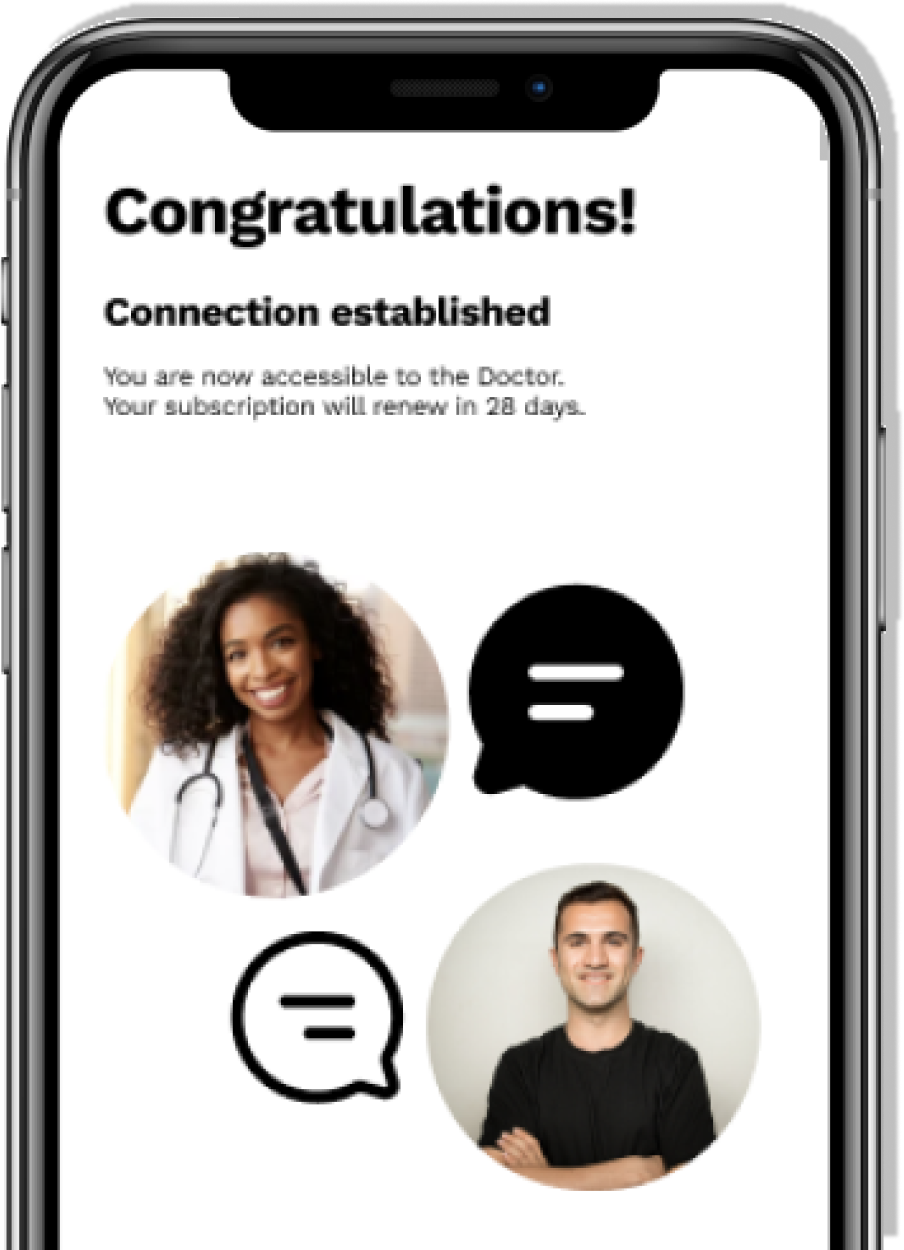 Congratulations!
Connection established
You are now accessible to the Doctor.
Your subscription will renew in 28 days.